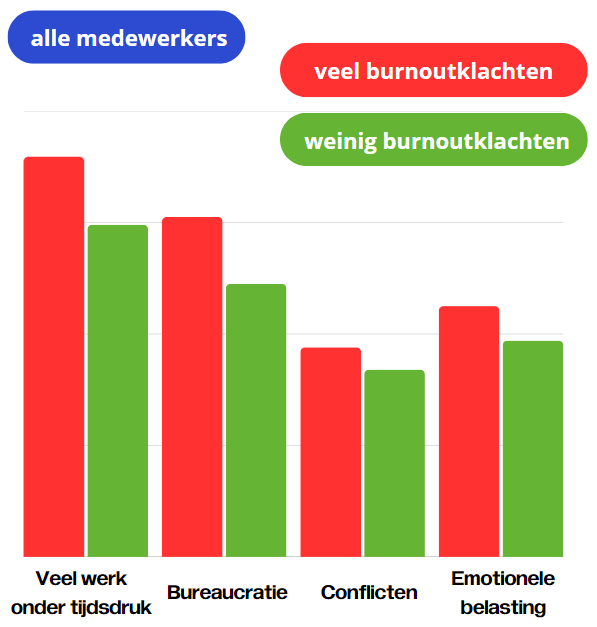 alle medewerkers
veel burnoutklachten
weinig burnoutklachten
Veel werk
onder tijdsdruk
Bureaucratie
Conflicten
Emotionele
belasting